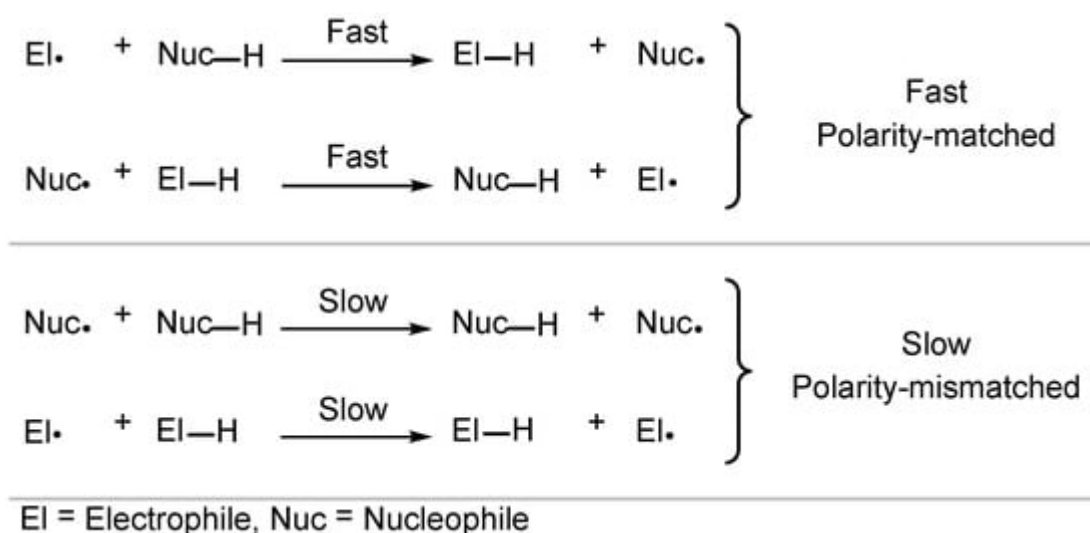 El• + Nuc—H Fast El—H + Nuc•
Nuc• + El—H Fast Nuc—H + El•
Fast
Polarity-matched
Nuc• + Nuc—H Slow Nuc—H + Nuc•
El• + El—H Slow El—H + El•
Slow
Polarity-mismatched
El = Electrophile, Nuc = Nucleophile